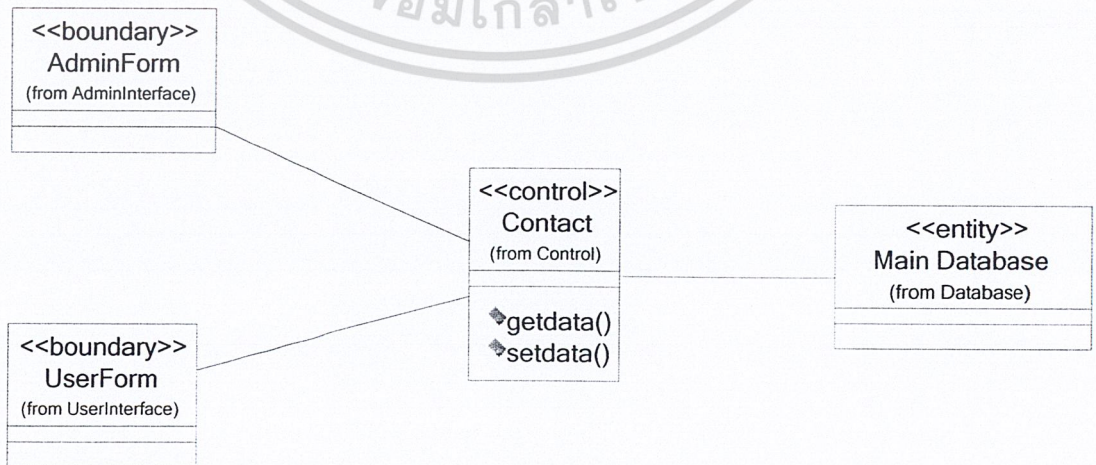 <<boundary>>
AdminForm
(from AdminInterface)
<<control>>
Contact
(from Control)
getdata()
setdata()
<<entity>>
Main Database
(from Database)
<<boundary>>
UserForm
(from UserInterface)